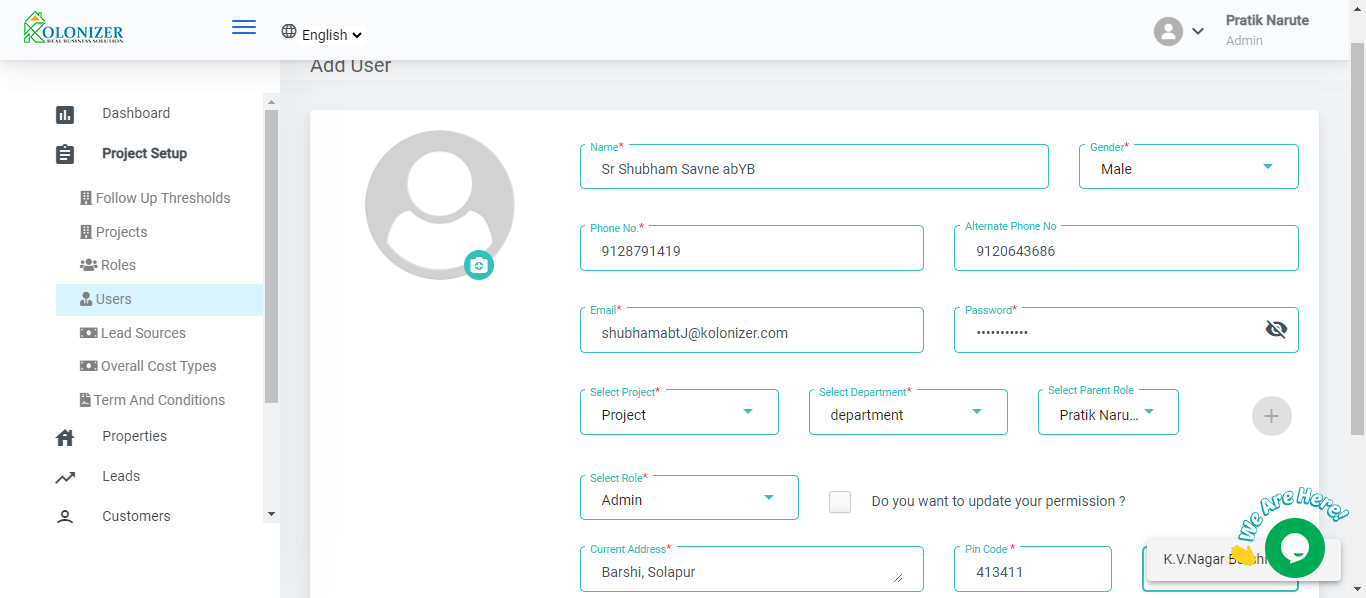 KOLONIZER
REAL BUSINESS SOLUTION
English
Pratik Narute
Admin
Add User
Dashboard
Project Setup
Follow Up Thresholds
Projects
Roles
Users
Lead Sources
Overall Cost Types
Term And Conditions
Properties
Leads
Customers
Name*
Sr Shubham Savne abYB
Gender*
Male
Phone No.*
9128791419
Alternate Phone No
9120643686
Email*
shubhamabtJ@kolonizer.com
Password*
•••••••••••
Select Project*
Project
Select Department*
department
Select Parent Role
Pratik Naru...
Select Role*
Admin
Do you want to update your permission ?
Current Address*
Barshi, Solapur
Pin Code *
413411
K.V.Nagar Barshi
We Are Here!